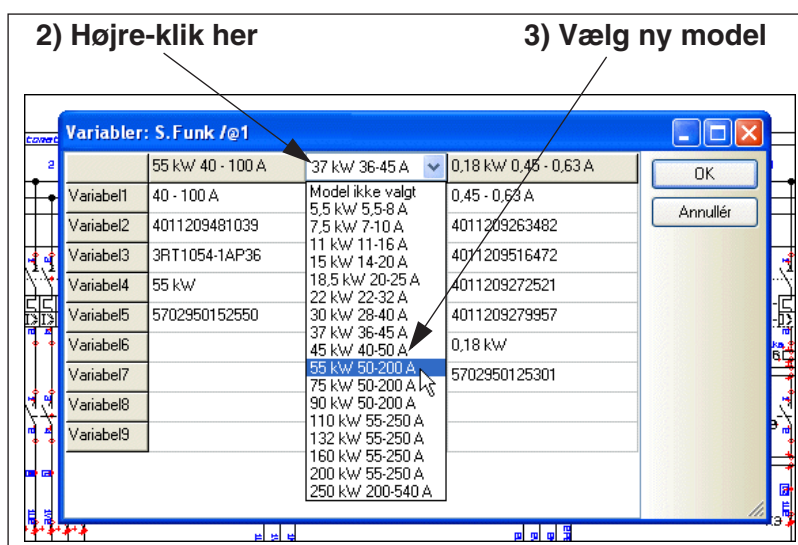 2) Højre-klik her 3) Vælg ny model
Variabler: S.Funk /@1
55 kW 40 - 100 A 37 kW 36-45 A 0,18 kW 0,45 - 0,63 A OK
Annullér
Variabel1 40 - 100 A 0,45 - 0,63 A
Variabel2 4011209481039 4011209263482
Variabel3 3RT1054-1AP36 4011209516472
Variabel4 55 kW 4011209272521
Variabel5 5702950152550 4011209279957
Variabel6 0,18 kW
Variabel7 5702950125301
Variabel8
Variabel9
Model ikke valgt
5,5 kW 5,5-8 A
7,5 kW 7-10 A
11 kW 11-16 A
15 kW 14-20 A
18,5 kW 20-25 A
22 kW 22-32 A
30 kW 28-40 A
37 kW 36-45 A
45 kW 40-50 A
55 kW 50-200 A
75 kW 50-200 A
90 kW 50-200 A
110 kW 55-250 A
132 kW 55-250 A
160 kW 55-250 A
200 kW 55-250 A
250 kW 200-540 A